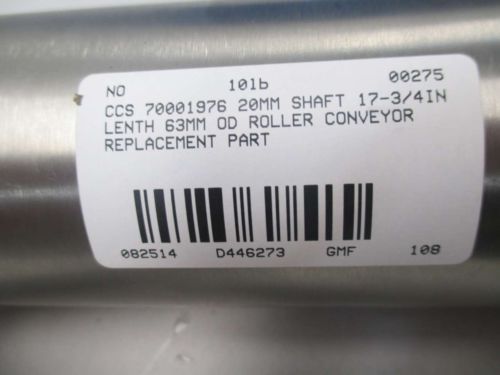 NO 101b 00275
CCS 70001976 20MM SHAFT 17-3/4IN
LENTH 63MM OD ROLLER CONVEYOR
REPLACEMENT PART
082514 D446273 GMF 108